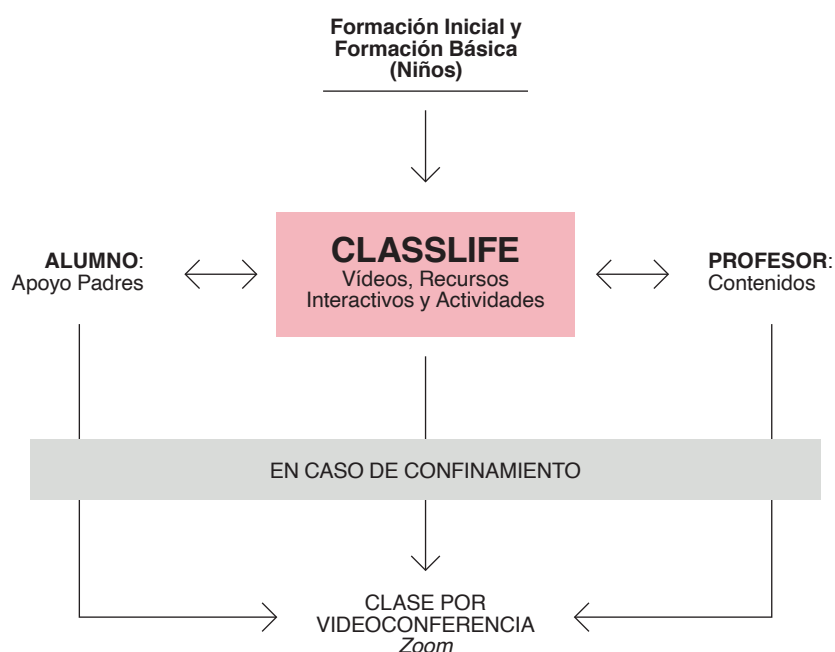 Formación Inicial y
Formación Básica
(Niños)
ALUMNO:
Apoyo Padres
CLASSLIFE
Vídeos, Recursos
Interactivos y Actividades
PROFESOR:
Contenidos
EN CASO DE CONFINAMIENTO
CLASE POR
VIDEOCONFERENCIA
Zoom